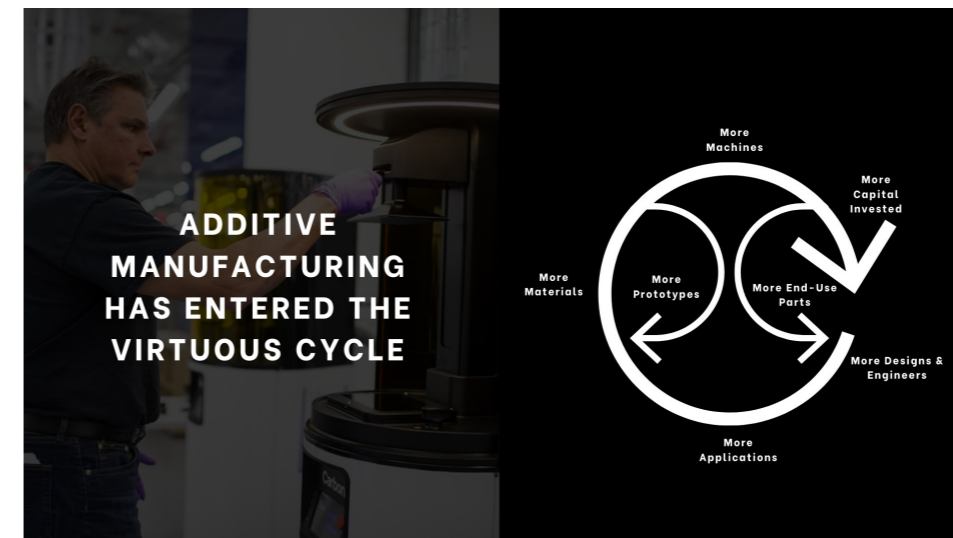 ADDITIVE
MANUFACTURING
HAS ENTERED THE
VIRTUOUS CYCLE
Carbon
More
Machines
More
Capital
Invested
More
Materials
More
Prototypes
More End-Use
Parts
More Designs &
Engineers
More
Applications